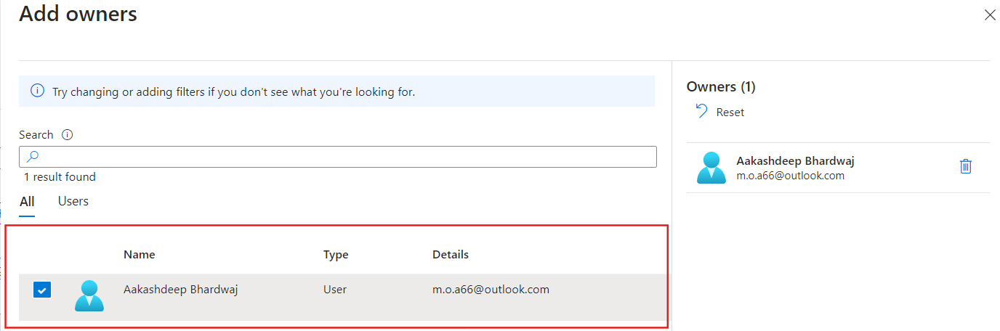 Add owners
Try changing or adding filters if you don't see what you're looking for.
Search
1 result found
All Users
Name Type Details
Aakashdeep Bhardwaj User m.o.a66@outlook.com
Owners (1)
Reset
Aakashdeep Bhardwaj
m.o.a66@outlook.com